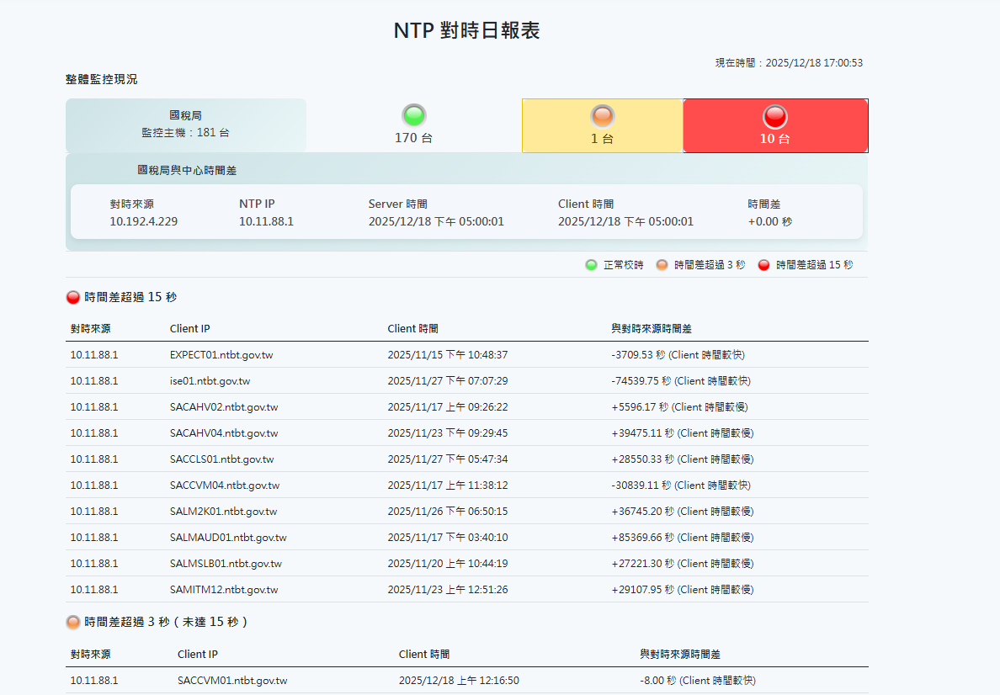 NTP 對時日報表
現在時間：2025/12/18 17:00:53
整體監控現況
國稅局
監控主機：181 台
170 台
1 台
10 台
國稅局與中心時間差
對時來源 NTP IP Server 時間 Client 時間 時間差
10.192.4.229 10.11.88.1 2025/12/18 下午 05:00:01 2025/12/18 下午 05:00:01 +0.00 秒
正常校時 時間差超過 3 秒 時間差超過 15 秒
時間差超過 15 秒
對時來源 Client IP Client 時間 與對時來源時間差
10.11.88.1 EXPECT01.ntbt.gov.tw 2025/11/15 下午 10:48:37 -3709.53 秒 (Client 時間較快)
10.11.88.1 ise01.ntbt.gov.tw 2025/11/27 下午 07:07:29 -74539.75 秒 (Client 時間較快)
10.11.88.1 SACAHV02.ntbt.gov.tw 2025/11/17 上午 09:26:22 +5596.17 秒 (Client 時間較慢)
10.11.88.1 SACAHV04.ntbt.gov.tw 2025/11/23 下午 09:29:45 +39475.11 秒 (Client 時間較慢)
10.11.88.1 SACCLS01.ntbt.gov.tw 2025/11/27 下午 05:47:34 +28550.33 秒 (Client 時間較慢)
10.11.88.1 SACCVM04.ntbt.gov.tw 2025/11/17 上午 11:38:12 -30839.11 秒 (Client 時間較快)
10.11.88.1 SALM2K01.ntbt.gov.tw 2025/11/26 下午 06:50:15 +36745.20 秒 (Client 時間較慢)
10.11.88.1 SALMAUD01.ntbt.gov.tw 2025/11/17 下午 03:40:10 +85369.66 秒 (Client 時間較慢)
10.11.88.1 SALMSLB01.ntbt.gov.tw 2025/11/20 上午 10:44:19 +27221.30 秒 (Client 時間較慢)
10.11.88.1 SAMITM12.ntbt.gov.tw 2025/11/23 上午 12:51:26 +29107.95 秒 (Client 時間較慢)
時間差超過 3 秒 ( 未達 15 秒 )
對時來源 Client IP Client 時間 與對時來源時間差
10.11.88.1 SACCVM01.ntbt.gov.tw 2025/12/18 上午 12:16:50 -8.00 秒 (Client 時間較快)